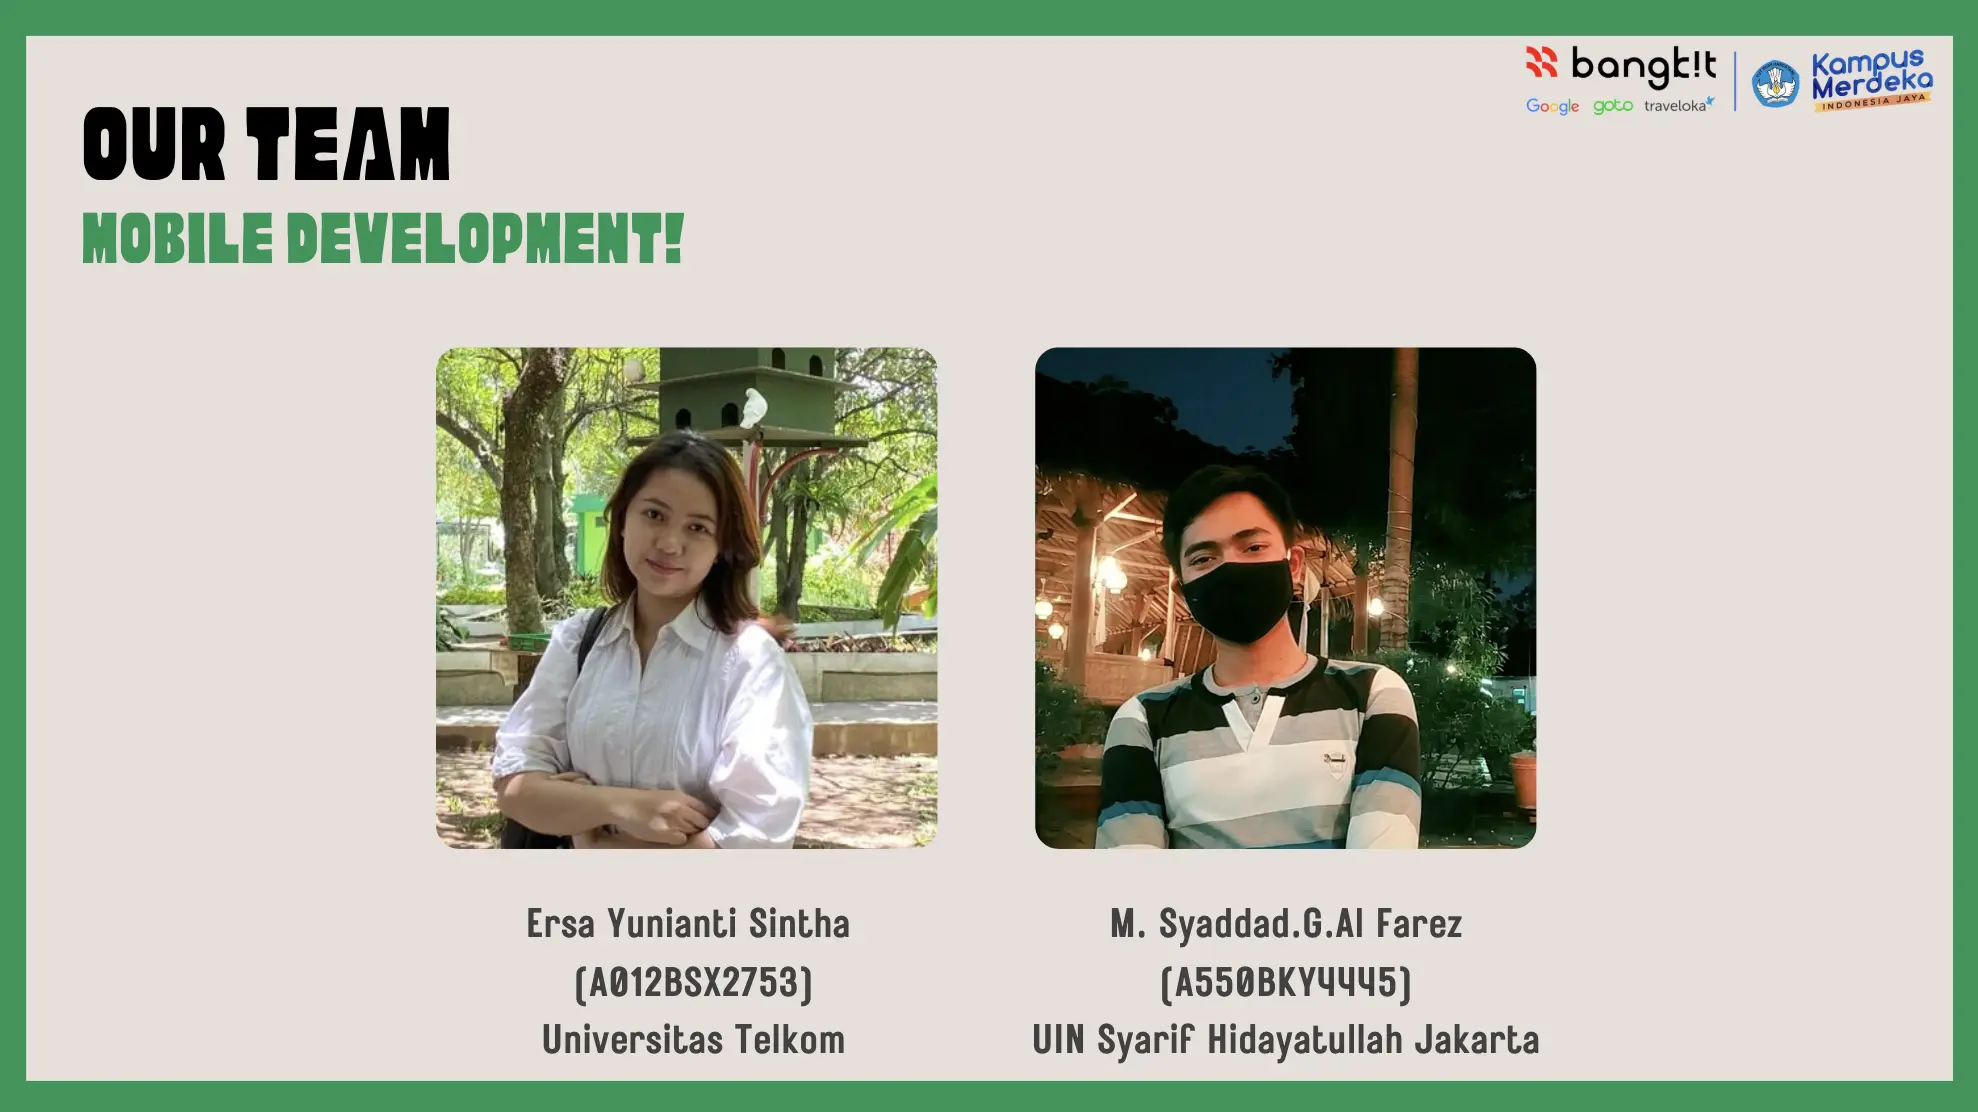 bangk!t
Google goto traveloka
Kampus
Merdeka
INDONESIA JAYA
OUR TEAM
MOBILE DEVELOPMENT!
Ersa Yunianti Sintha
(A012BSX2753)
Universitas Telkom
M. Syaddad.G.Al Farez
(A550BKY4445)
UIN Syarif Hidayatullah Jakarta